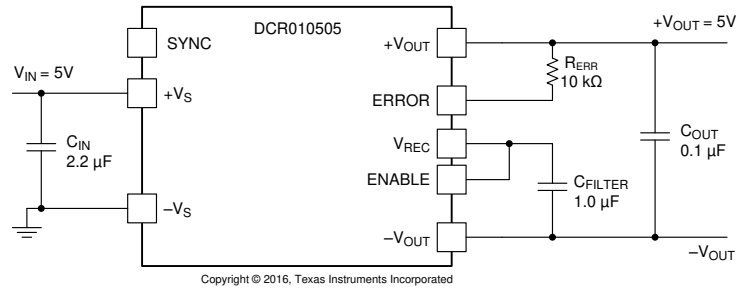 DCR010505
SYNC
+VOUT
+VOUT = 5V
VIN = 5V
+VS
RERR
10 kΩ
ERROR
CIN
2.2 μF
VREC
COUT
0.1 μF
ENABLE
CFILTER
1.0 μF
–VS
–VOUT
–VOUT
Copyright © 2016, Texas Instruments Incorporated